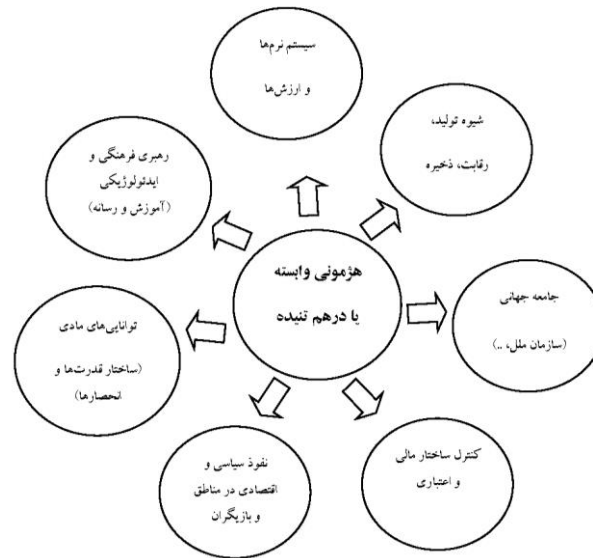 سیستم نرم‌ها
و ارزش‌ها
شیوه تولید،
رقابت، ذخیره
رهبری فرهنگی و
ایدئولوژیکی
(آموزش و رسانه)
هژمونی وابسته
یا درهم تنیده
جامعه جهانی
(سازمان ملل، ..)
توانایی‌های مادی
(ساختار قدرت‌ها و
انحصارها)
کنترل ساختار مالی
و اعتباری
نفوذ سیاسی و
اقتصادی در مناطق
و بازیگران